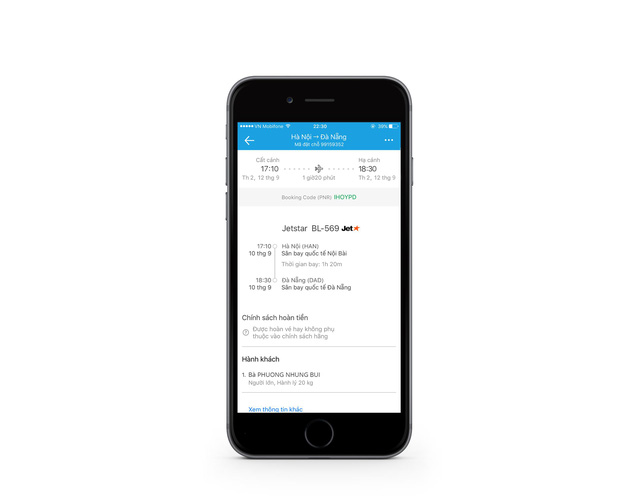 VN Mobifone 22:30 28%
Hà Nội → Đà Nẵng
Mã đặt chỗ 99159332
Cất cánh Hạ cánh
17:10 18:30
Th 2, 12 thg 9 1 giờ20 phút Th 2, 12 thg 9
Booking Code (PNR) IHOYPD
Jetstar BL-569 Jet
17:10 Hà Nội (HAN)
10 thg 9 Sân bay quốc tế Nội Bài
Thời gian bay: 1h 20m
18:30 Đà Nẵng (DAD)
10 thg 9 Sân bay quốc tế Đà Nẵng
Chính sách hoàn tiền
Được hoàn vé hay không phụ
thuộc vào chính sách hãng
Hành khách
1. Bà PHUONG NHUNG BUI
Người lớn, Hành lý 20 kg
Xem thông tin khác